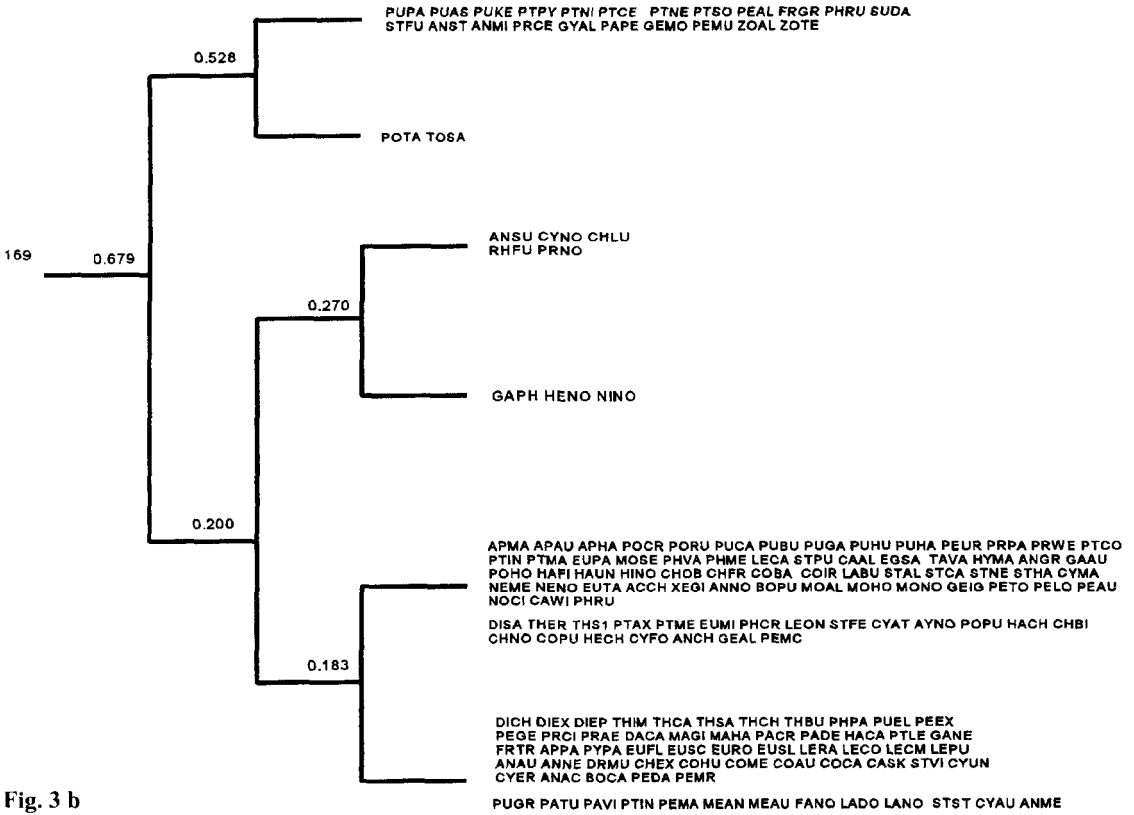 PUPA PUAS PUKE PTPY PTNI PTCE PTNE PTSO PEAL FRGR PHRU SUDA
STFU ANST ANMI PRCE GYAL PAPE GEMO PEMU ZOAL ZOTE
0.528
POTA TOSA
ANSU CYNO CHLU
RHFU PRNO
169
0.679
0.270
GAPH HENO NINO
0.200
APMA APAU APHA POCR PORU PUCA PUBU PUGA PUHU PUHA PEUR PRPA PRWE PTCO
PTIN PTMA EUPA MOSE PHVA PHME LECA STPU CAAL EGSA TAVA HYMA ANGR GAAU
POHO HAFI HAUN HINO CHOB CHFR COBA COIR LABU STAL STCA STNE STHA CYMA
NEME NENO EUTA ACCH XEGI ANNO BOPU MOAL MOHO MONO GEIG PETO PELO PEAU
NOCI CAWI PHRU
DISA THER THS1 PTAX PTME EUMI PHCR LEON STFE CYAT AYNO POPU HACH CHBI
CHNO COPU HECH CYFO ANCH GEAL PEMC
0.183
DICH DIEX DIEP THIM THCA THSA THCH THBU PHPA PUEL PEEX
PEGE PRCI PRAE DACA MAGI MAHA PACR PADE HACA PTLE GANE
FRTR APPA PYPA EUFL EUSC EURO EUSL LERA LECO LECM LEPU
ANAU ANNE DRMU CHEX COHU COME COAU COCA CASK STVI CYUN
CYER ANAC BOCA PEDA PEMR
PUGR PATU PAVI PTIN PEMA MEAN MEAU FANO LADO LANO STST CYAU ANME
Fig. 3 b